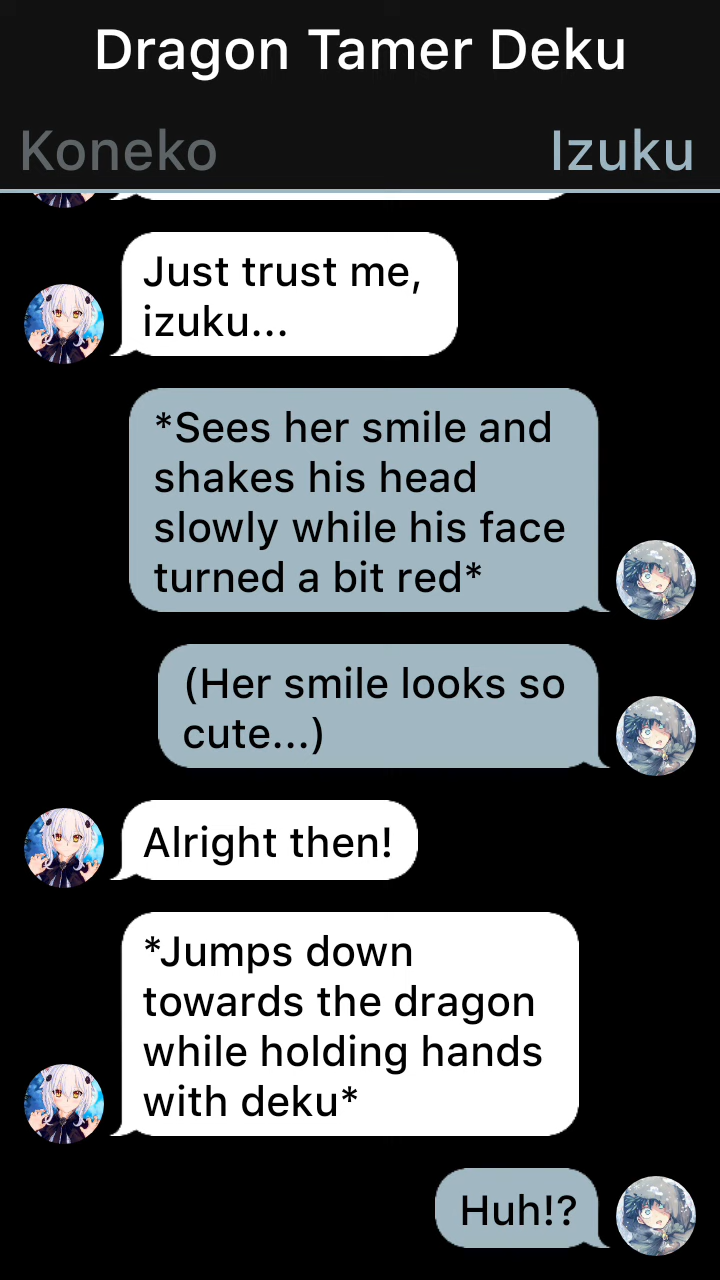 Dragon Tamer Deku
Koneko
Izuku
Just trust me,
izuku...
*Sees her smile and
shakes his head
slowly while his face
turned a bit red*
(Her smile looks so
cute...)
Alright then!
*Jumps down
towards the dragon
while holding hands
with deku*
Huh!?